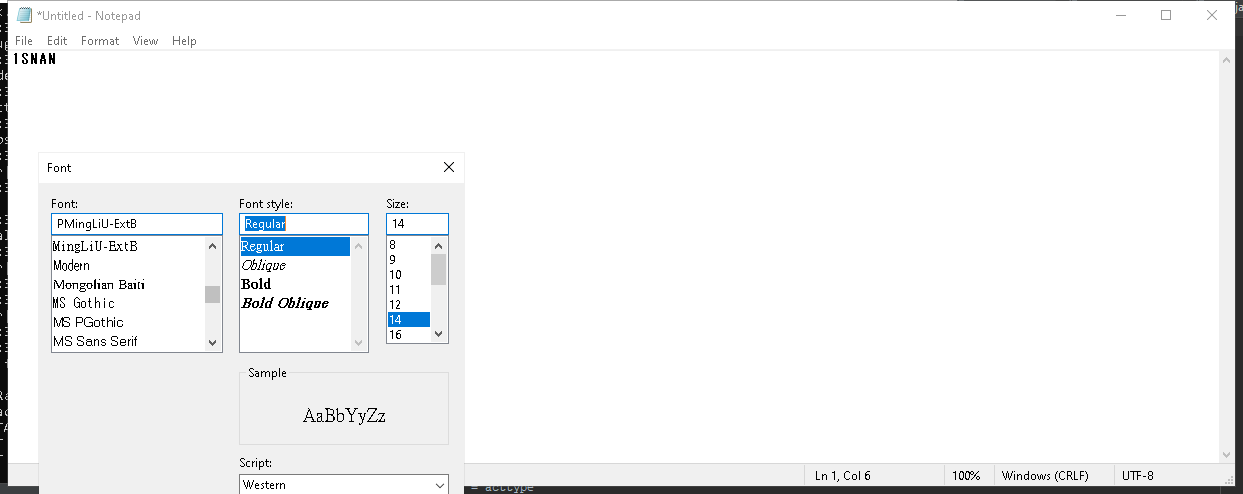 *Untitled - Notepad
File Edit Format View Help
1SNAN
Font
Font:
PMingLiU-ExtB
MingLiU-ExtB
Modern
Mongolian Baiti
MS Gothic
MS PGothic
MS Sans Serif
Font style:
Regular
Regular
Oblique
Bold
Bold Oblique
Size:
14
8
9
10
11
12
14
16
Sample
AaBbYyZz
Script:
Western
Ln 1, Col 6
100%
Windows (CRLF)
UTF-8
= acctype